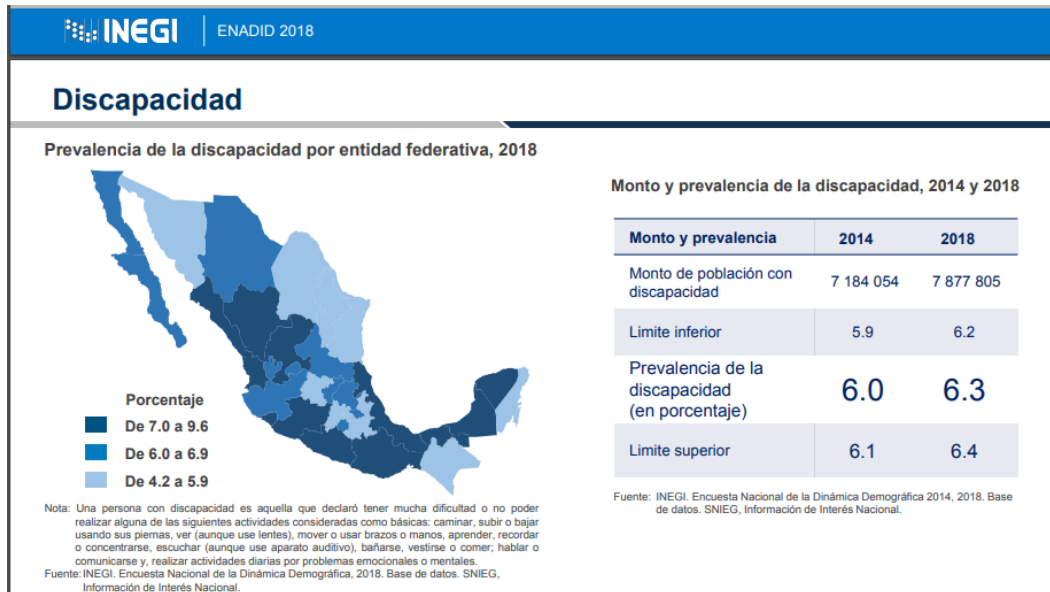 INEGI
ENADID 2018
Discapacidad
Prevalencia de la discapacidad por entidad federativa, 2018
Porcentaje
De 7.0 a 9.6
De 6.0 a 6.9
De 4.2 a 5.9
Nota: Una persona con discapacidad es aquella que declaró tener mucha dificultad o no poder
realizar alguna de las siguientes actividades consideradas como básicas: caminar, subir o bajar
usando sus piernas, ver (aunque use lentes), mover o usar brazos o manos, aprender, recordar
o concentrarse, escuchar (aunque use aparato auditivo), bañarse, vestirse o comer; hablar o
comunicarse y, realizar actividades diarias por problemas emocionales o mentales.
Fuente: INEGI. Encuesta Nacional de la Dinámica Demográfica, 2018. Base de datos. SNIEG,
Información de Interés Nacional.
Monto y prevalencia de la discapacidad, 2014 y 2018
Monto y prevalencia 2014 2018
Monto de población con
discapacidad 7 184 054 7 877 805
Limite inferior 5.9 6.2
Prevalencia de la
discapacidad 6.0 6.3
(en porcentaje)
Limite superior 6.1 6.4
Fuente: INEGI. Encuesta Nacional de la Dinámica Demográfica 2014, 2018. Base
de datos. SNIEG, Información de Interés Nacional.